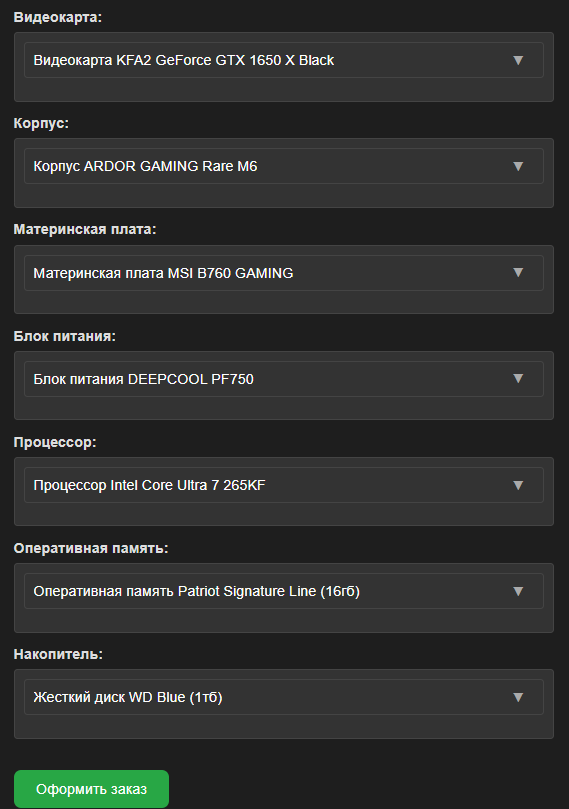 Видеокарта:
Видеокарта KFA2 GeForce GTX 1650 X Black
Корпус:
Корпус ARDOR GAMING Rare M6
Материнская плата:
Материнская плата MSI B760 GAMING
Блок питания:
Блок питания DEEPCOOL PF750
Процессор:
Процессор Intel Core Ultra 7 265KF
Оперативная память:
Оперативная память Patriot Signature Line (16гб)
Накопитель:
Жесткий диск WD Blue (1тб)
Оформить заказ